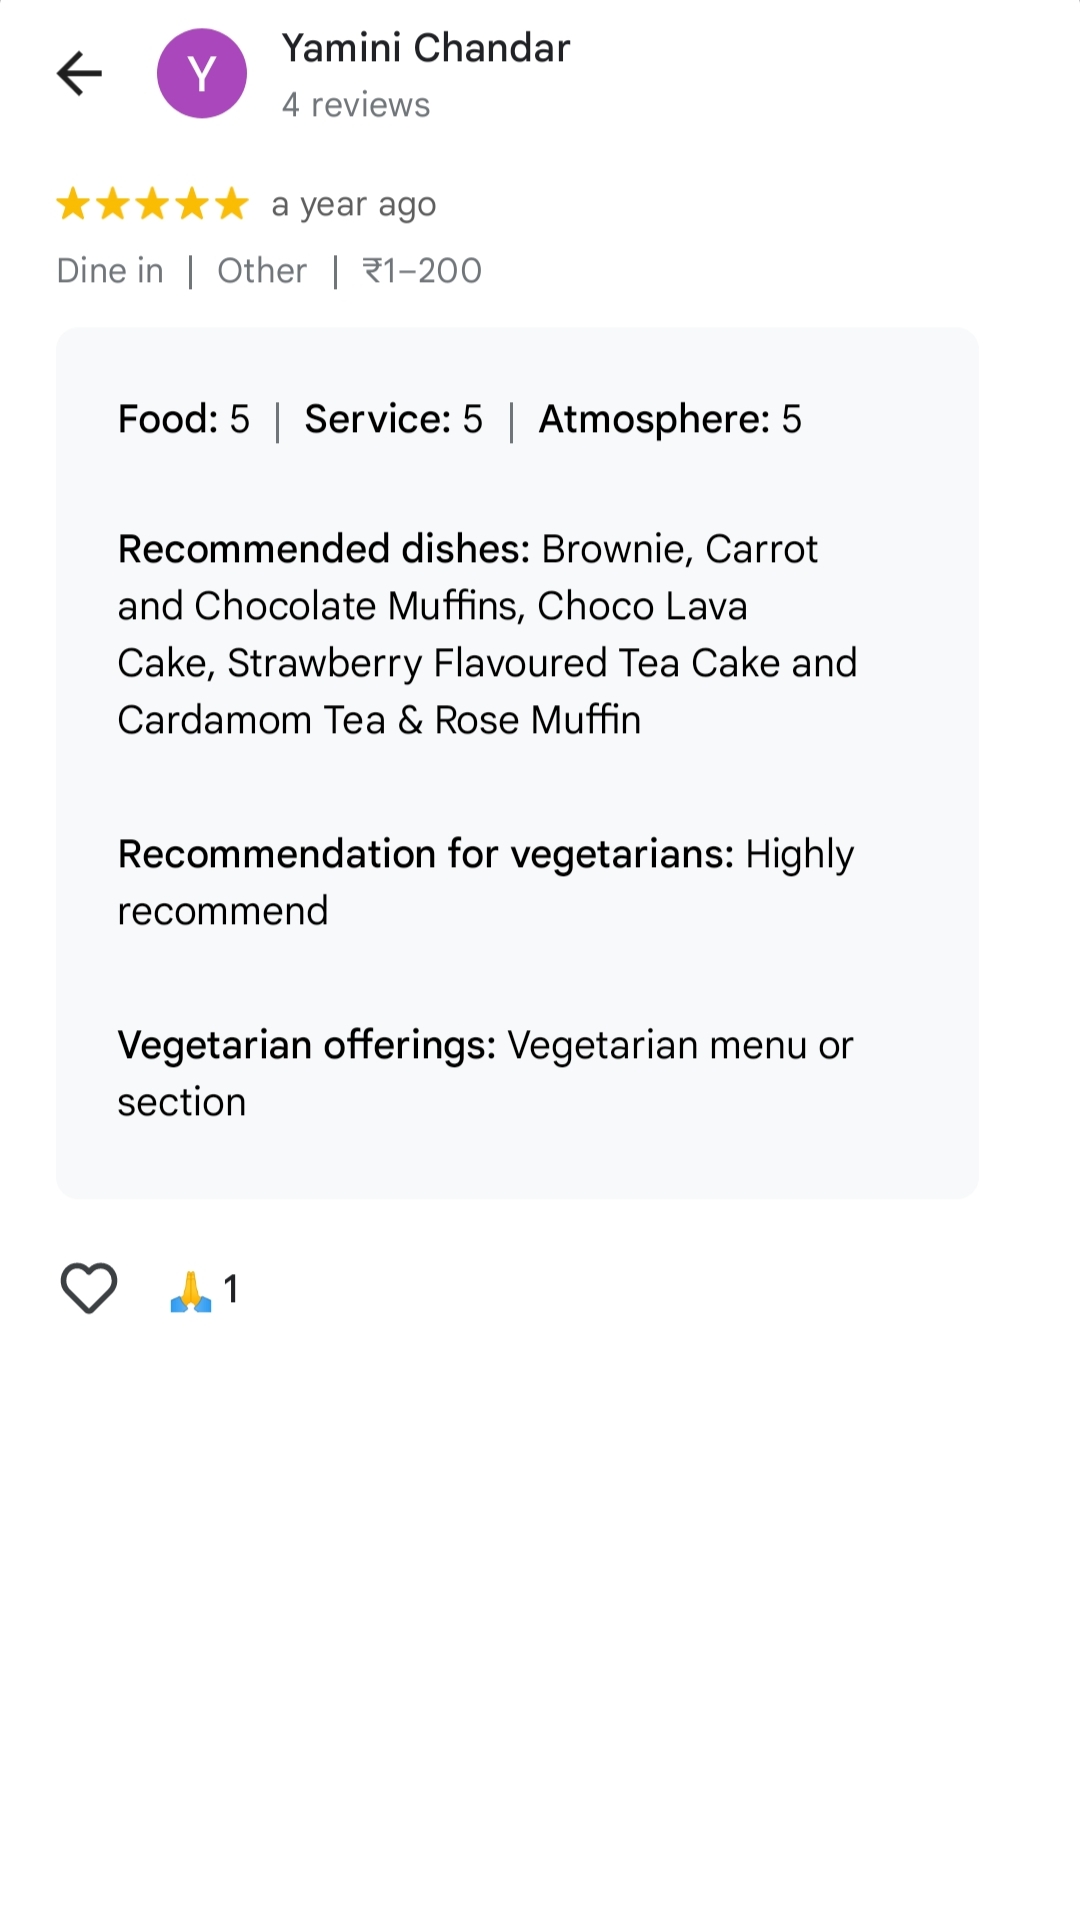 Y
Yamini Chandar
4 reviews
a year ago
Dine in | Other | ₹1–200
Food: 5 | Service: 5 | Atmosphere: 5
Recommended dishes: Brownie, Carrot
and Chocolate Muffins, Choco Lava
Cake, Strawberry Flavoured Tea Cake and
Cardamom Tea & Rose Muffin
Recommendation for vegetarians: Highly
recommend
Vegetarian offerings: Vegetarian menu or
section
🙏 1